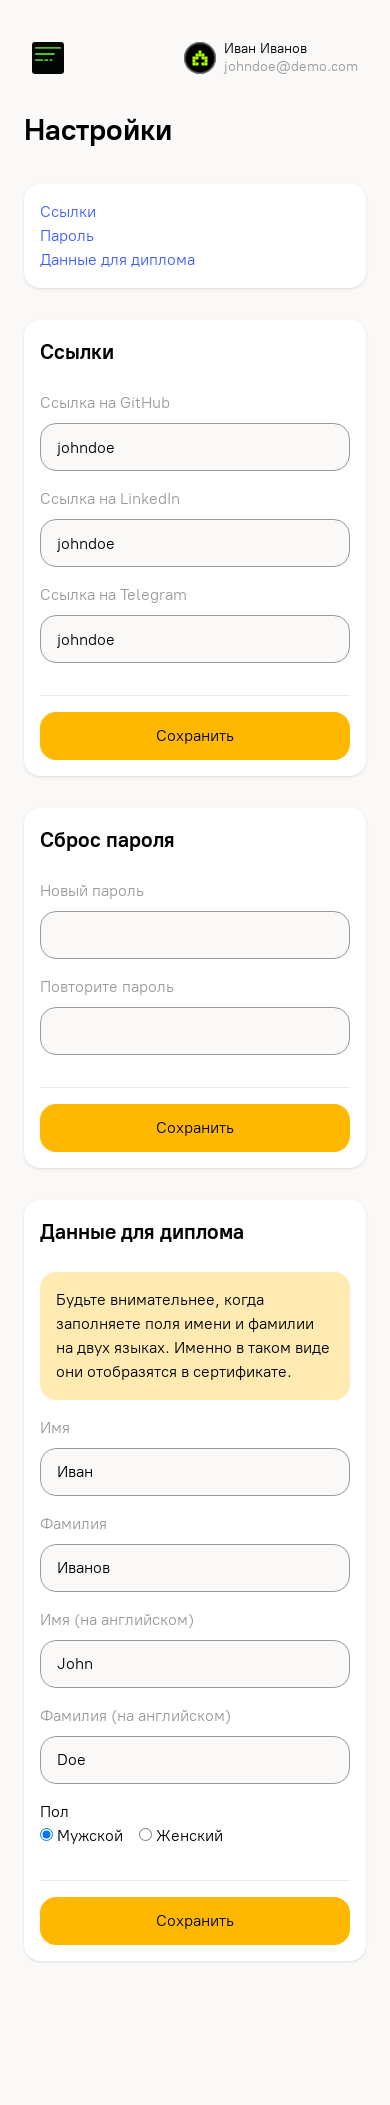 Иван Иванов
johndoe@demo.com
Настройки
Ссылки
Пароль
Данные для диплома
Ссылки
Ссылка на GitHub
johndoe
Ссылка на LinkedIn
johndoe
Ссылка на Telegram
johndoe
Сохранить
Сброс пароля
Новый пароль
Повторите пароль
Сохранить
Данные для диплома
Будьте внимательнее, когда
заполняете поля имени и фамилии
на двух языках. Именно в таком виде
они отобразятся в сертификате.
Имя
Иван
Фамилия
Иванов
Имя (на английском)
John
Фамилия (на английском)
Doe
Пол
Мужской Женский
Сохранить